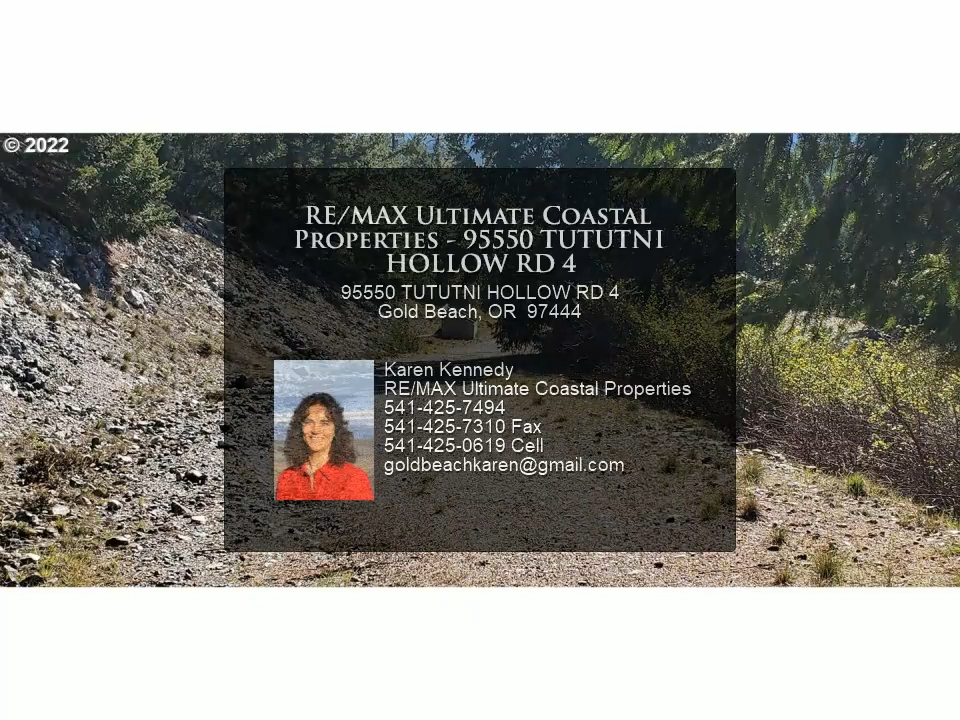 © 2022
RE/MAX Ultimate Coastal
Properties - 95550 TUTUTNI
HOLLOW RD 4
95550 TUTUTNI HOLLOW RD 4
Gold Beach, OR 97444
Karen Kennedy
RE/MAX Ultimate Coastal Properties
541-425-7494
541-425-7310 Fax
541-425-0619 Cell
goldbeachkaren@gmail.com